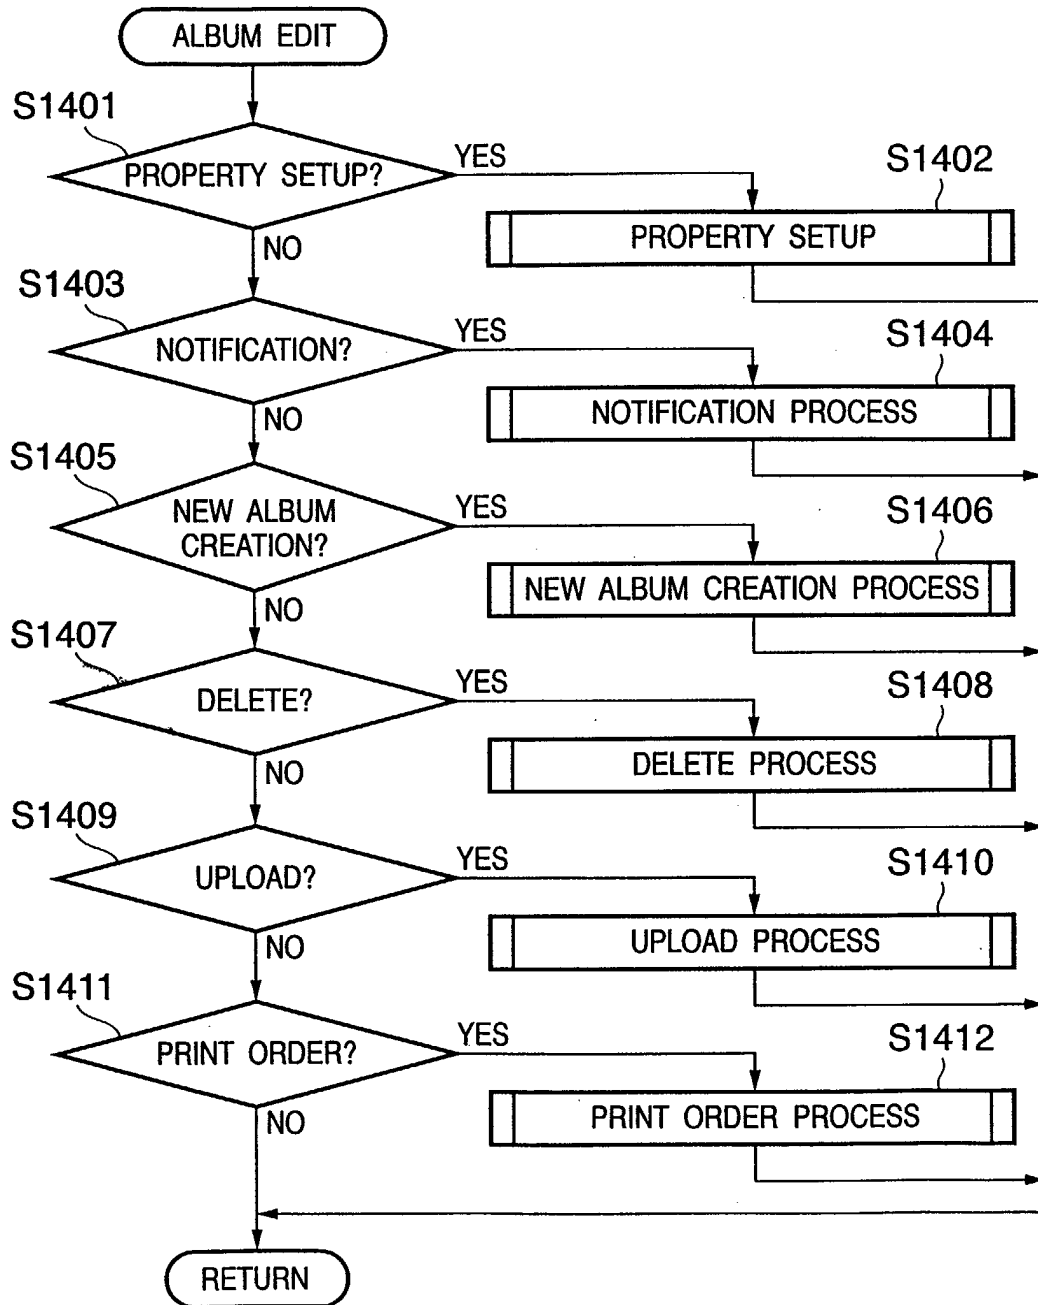 ALBUM EDIT
S1401
PROPERTY SETUP?
YES
NO
S1402
PROPERTY SETUP
S1403
NOTIFICATION?
YES
NO
S1404
NOTIFICATION PROCESS
S1405
NEW ALBUM
CREATION?
YES
NO
S1406
NEW ALBUM CREATION PROCESS
S1407
DELETE?
YES
NO
S1408
DELETE PROCESS
S1409
UPLOAD?
YES
NO
S1410
UPLOAD PROCESS
S1411
PRINT ORDER?
YES
NO
S1412
PRINT ORDER PROCESS
RETURN